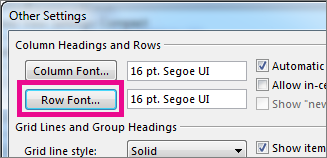 Other Settings
Column Headings and Rows
Column Font... 16 pt. Segoe UI Automatic
Allow in-ce
Row Font... 16 pt. Segoe UI Show "new
Grid Lines and Group Headings
Grid line style: Solid Show item